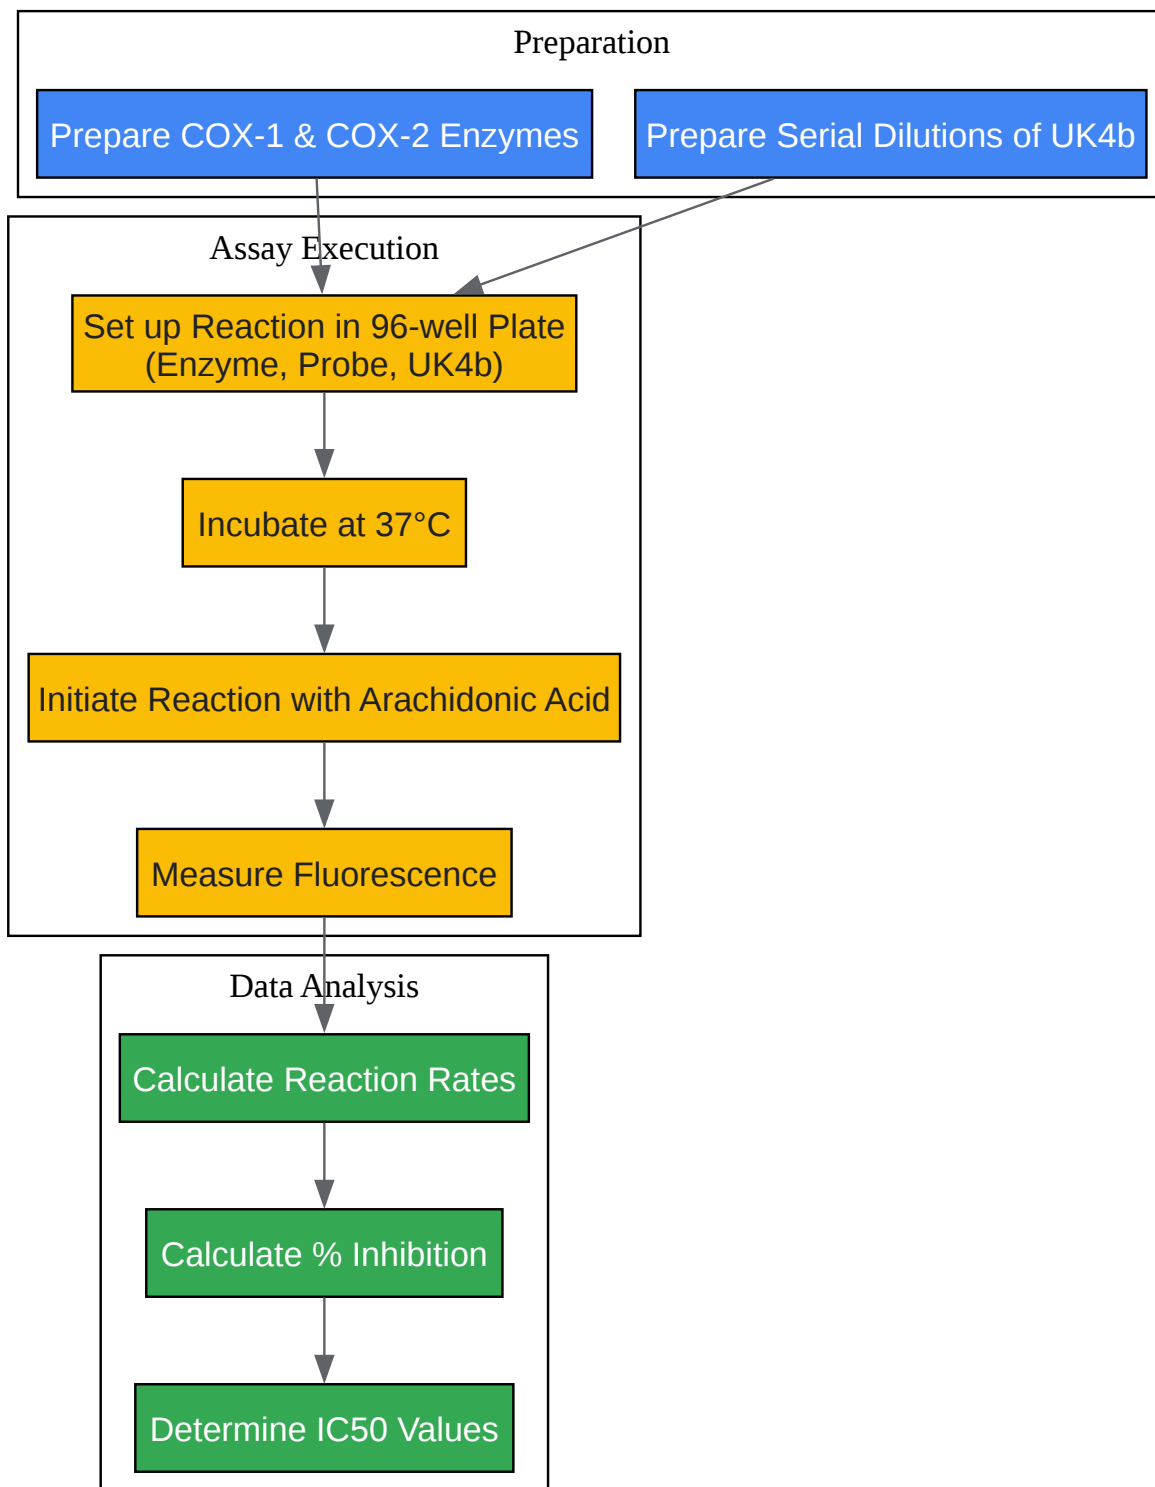 Preparation
Prepare COX-1 & COX-2 Enzymes
Prepare Serial Dilutions of UK4b
Assay Execution
Set up Reaction in 96-well Plate
(Enzyme, Probe, UK4b)
Incubate at 37°C
Initiate Reaction with Arachidonic Acid
Measure Fluorescence
Data Analysis
Calculate Reaction Rates
Calculate % Inhibition
Determine IC50 Values